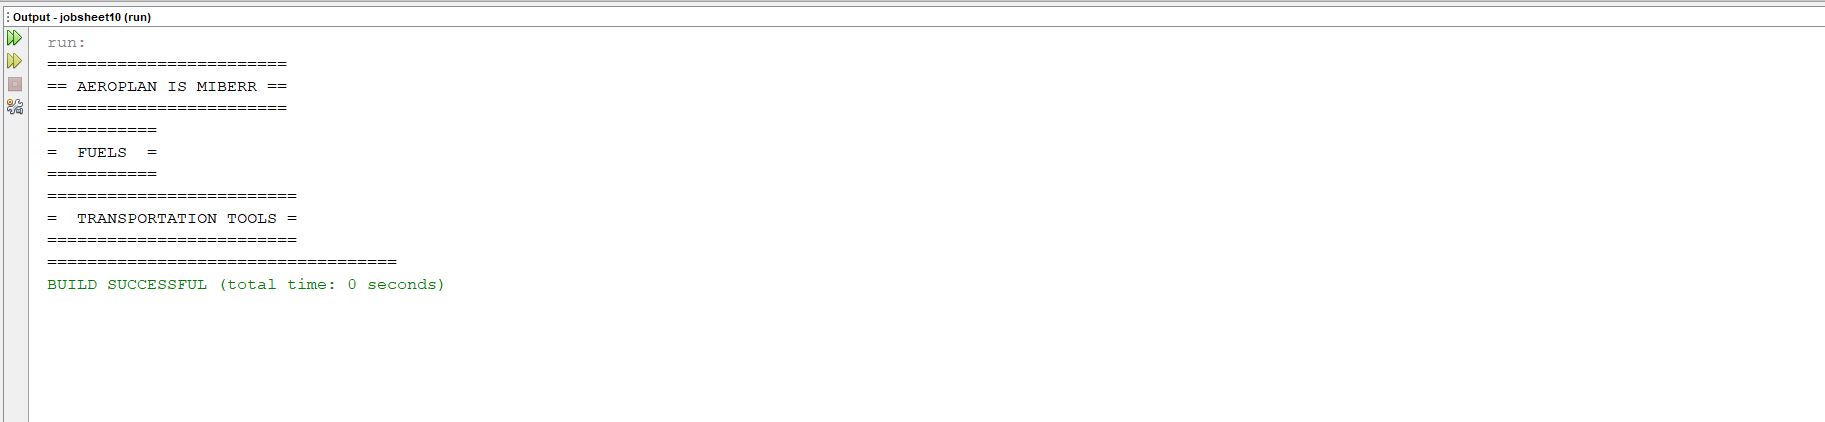 Output - jobsheet10 (run)
run:
========================
== AEROPLAN IS MIBERR ==
========================
===========
=  FUELS  =
===========
=========================
=  TRANSPORTATION TOOLS =
=========================
===================================
BUILD SUCCESSFUL (total time: 0 seconds)